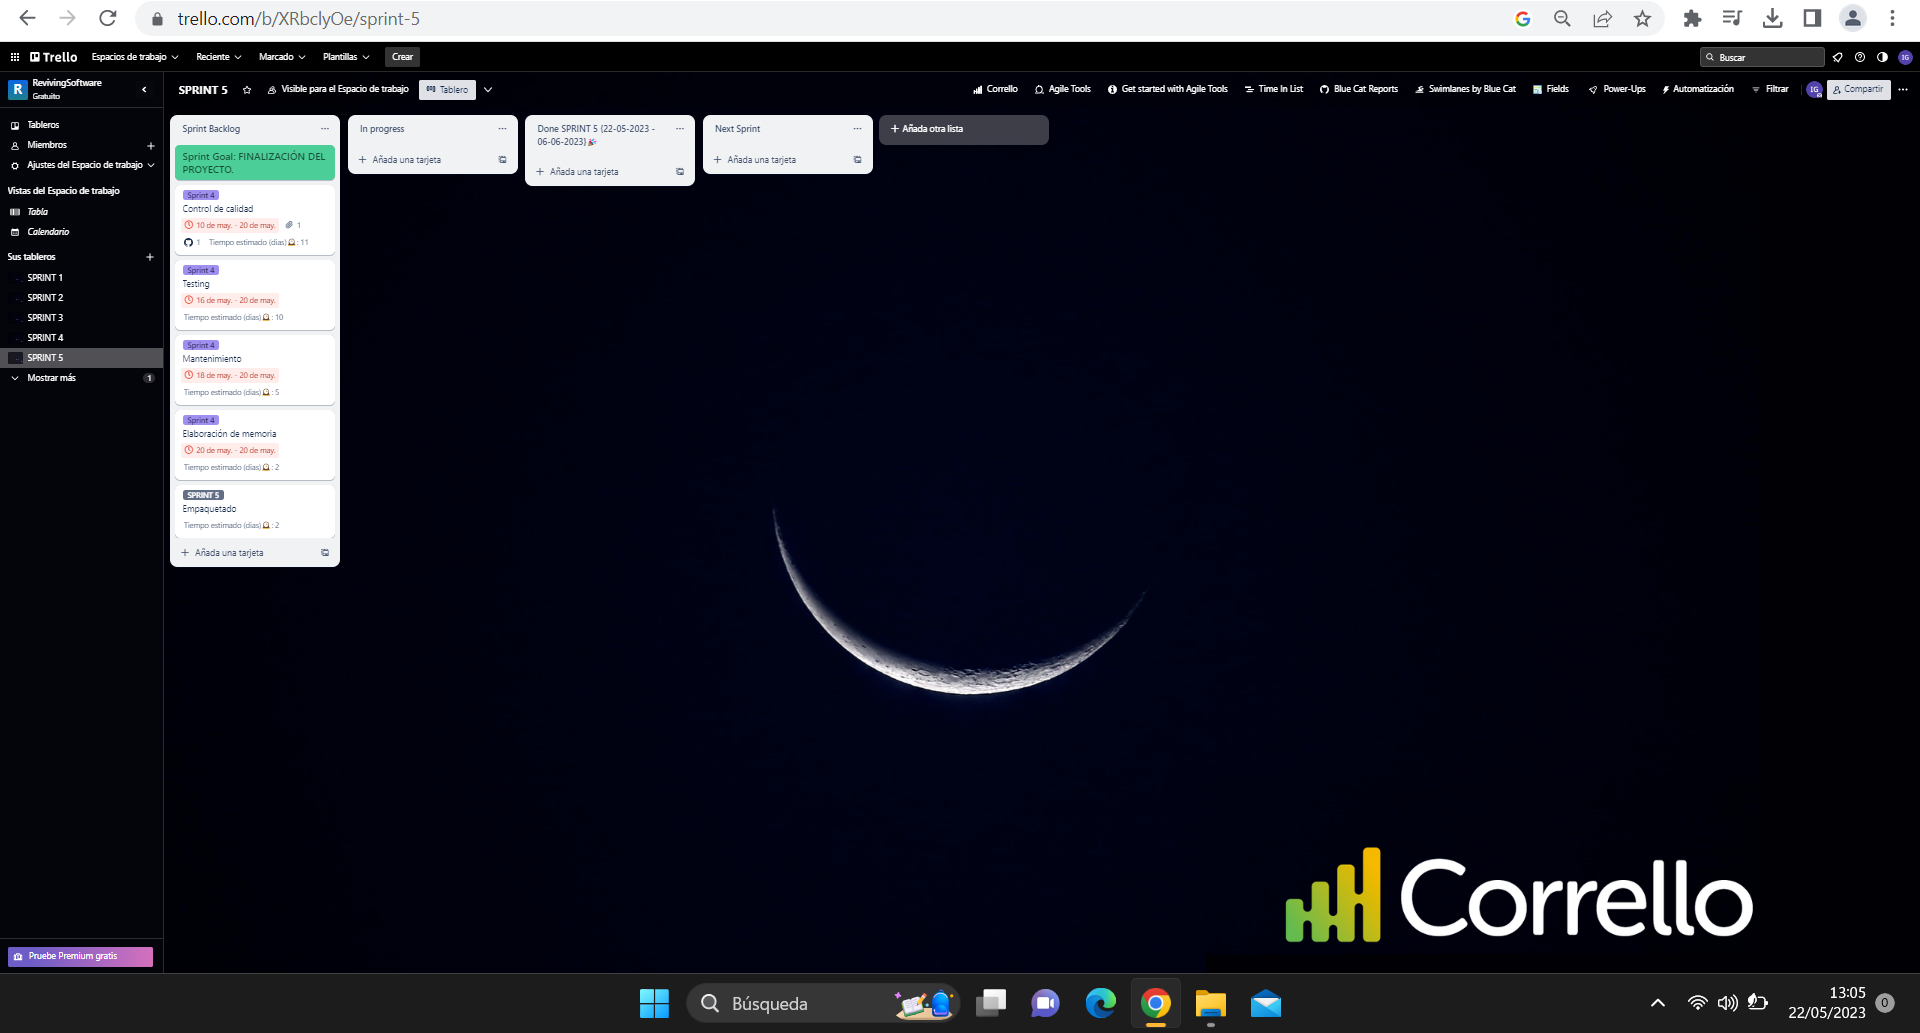 trello.com/b/XRbclyOe/sprint-5
Trello
Espacios de trabajo
Reciente
Marcado
Plantillas
Crear
Buscar
IG
R
RevivingSoftware
Gratuito
SPRINT 5
Visible para el Espacio de trabajo
Tablero
Corrello
Agile Tools
Get started with Agile Tools
Time In List
Blue Cat Reports
Swimlanes by Blue Cat
Fields
Power-Ups
Automatización
Filtrar
IG
Compartir
Tableros
Miembros
Ajustes del Espacio de trabajo
Vistas del Espacio de trabajo
Tabla
Calendario
Sus tableros
SPRINT 1
SPRINT 2
SPRINT 3
SPRINT 4
SPRINT 5
Mostrar más 1
Pruebe Premium gratis
Sprint Backlog
Sprint Goal: FINALIZACIÓN DEL
PROYECTO.
Sprint 4
Control de calidad
10 de may. - 20 de may. 1
1 Tiempo estimado (días)🕰: 11
Sprint 4
Testing
16 de may. - 20 de may.
Tiempo estimado (días)🕰: 10
Sprint 4
Mantenimiento
18 de may. - 20 de may.
Tiempo estimado (días)🕰: 5
Sprint 4
Elaboración de memoria
20 de may. - 20 de may.
Tiempo estimado (días)🕰: 2
SPRINT 5
Empaquetado
Tiempo estimado (días)🕰: 2
+ Añada una tarjeta
In progress
+ Añada una tarjeta
Done SPRINT 5 (22-05-2023 -
06-06-2023)🎉
+ Añada una tarjeta
Next Sprint
+ Añada una tarjeta
+ Añada otra lista
Corrello
Búsqueda
13:05
22/05/2023
0